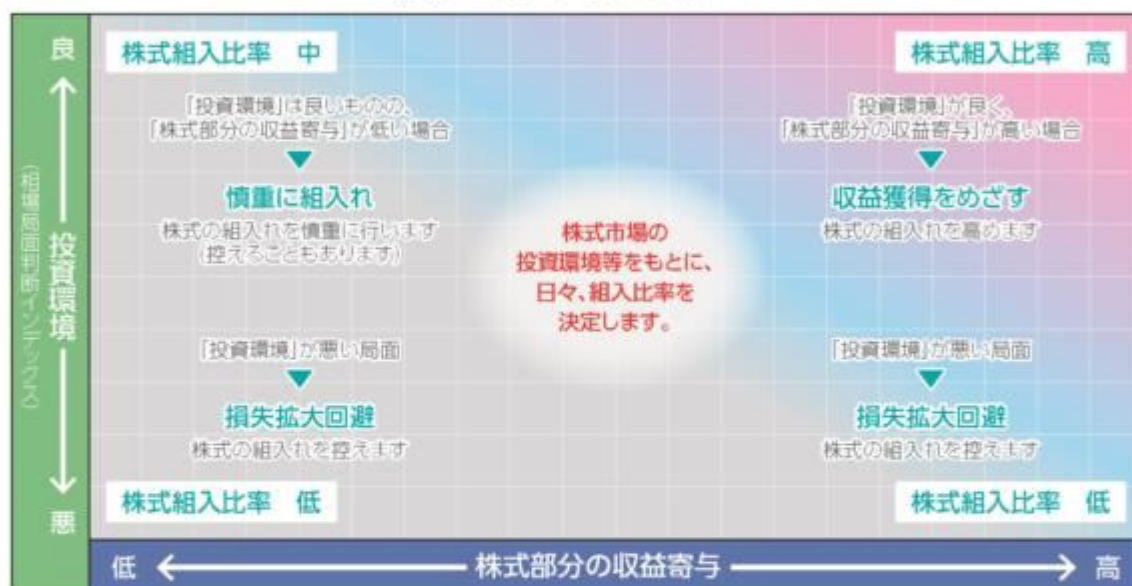 良
投資環境
(相場局面判断インデックス)
悪
株式組入比率 中
「投資環境」は良いものの、
「株式部分の収益寄与」が低い場合
慎重に組入れ
株式の組入れを慎重に行います
(控えることもあります)
株式組入比率 高
「投資環境」が良く、
「株式部分の収益寄与」が高い場合
収益獲得をめざす
株式の組入れを高めます
株式市場の
投資環境等をもとに、
日々、組入比率を
決定します。
「投資環境」が悪い局面
損失拡大回避
株式の組入れを控えます
株式組入比率 低
「投資環境」が悪い局面
損失拡大回避
株式の組入れを控えます
株式組入比率 低
低
株式部分の収益寄与
高